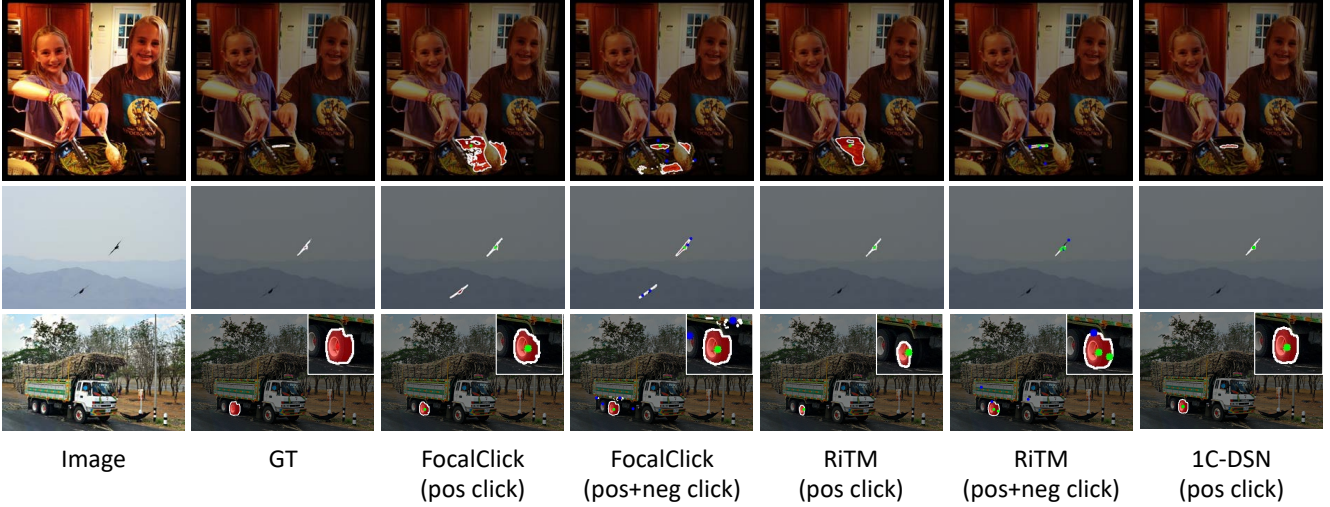 Image
GT
FocalClick
(pos click)
FocalClick
(pos+neg click)
RiTM
(pos click)
RiTM
(pos+neg click)
1C-DSN
(pos click)